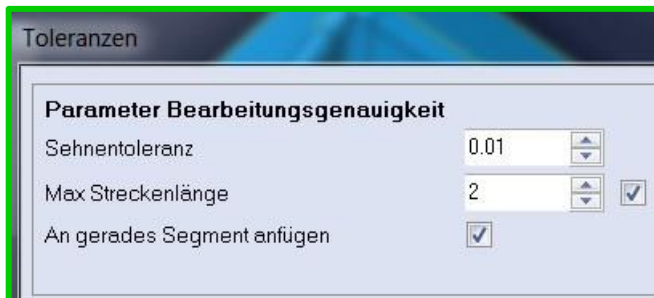 Toleranzen
Parameter Bearbeitungsgenauigkeit
Sehnentoleranz 0.01
Max Streckenlänge 2
An gerades Segment anfügen